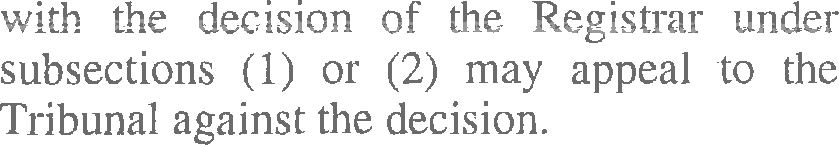 with the decision of the Registrar under
subsections (1) or (2) may appeal to the
Tribunal against the decision.